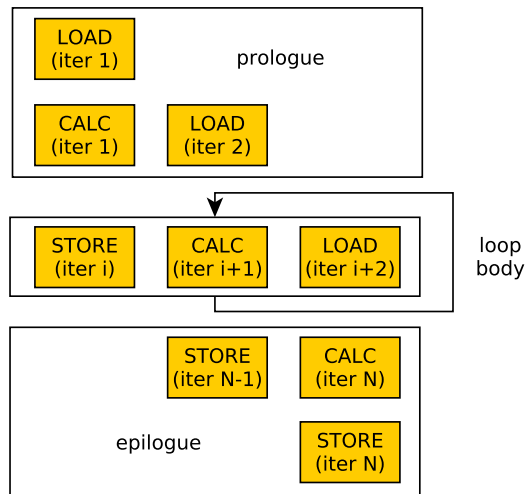 LOAD
(iter 1)
prologue
CALC
(iter 1)
LOAD
(iter 2)
STORE
(iter i)
CALC
(iter i+1)
LOAD
(iter i+2)
loop
body
STORE
(iter N-1)
CALC
(iter N)
epilogue
STORE
(iter N)